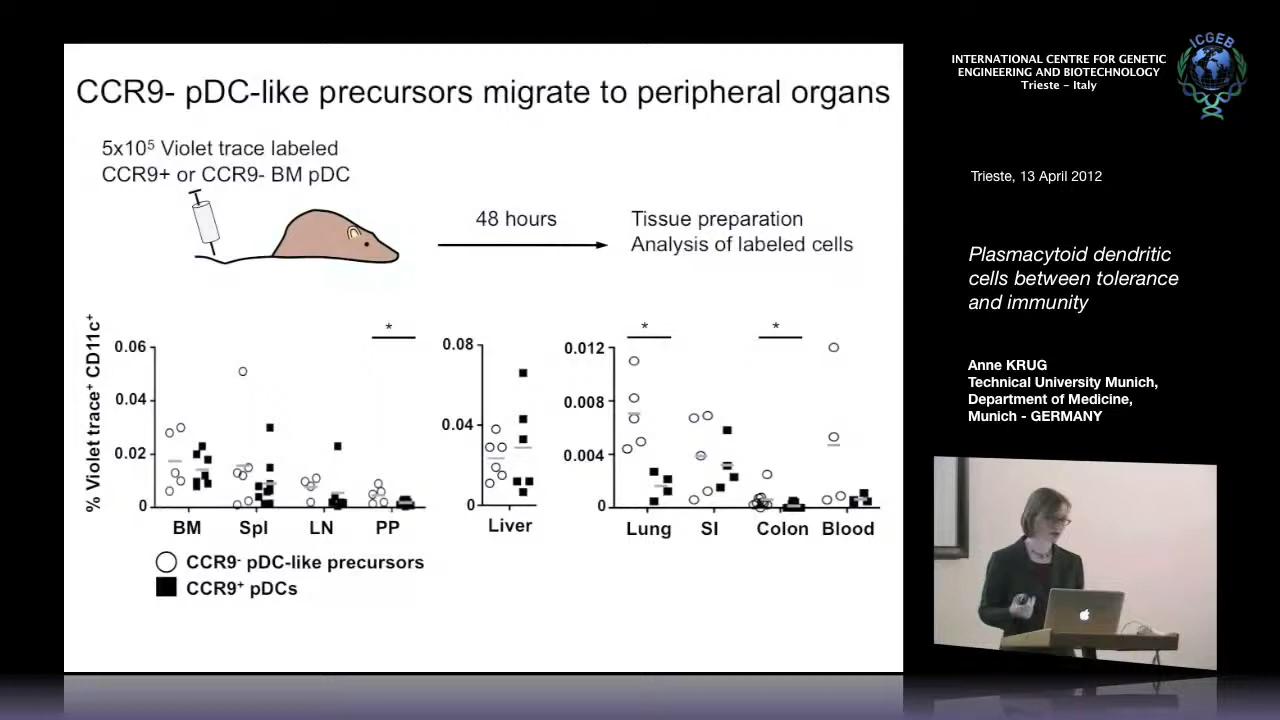 CCR9- pDC-like precursors migrate to peripheral organs
5x10⁵ Violet trace labeled
CCR9+ or CCR9- BM pDC
48 hours
Tissue preparation
Analysis of labeled cells
% Violet trace⁺ CD11c⁺
0.06
0.04
0.02
0
*
BM Spl LN PP
0.08
0.04
0
Liver
0.012
0.008
0.004
0
*
*
Lung SI Colon Blood
CCR9⁻ pDC-like precursors
CCR9⁺ pDCs
INTERNATIONAL CENTRE FOR GENETIC
ENGINEERING AND BIOTECHNOLOGY
Trieste - Italy
ICGEB
Trieste, 13 April 2012
Plasmacytoid dendritic
cells between tolerance
and immunity
Anne KRUG
Technical University Munich,
Department of Medicine,
Munich - GERMANY